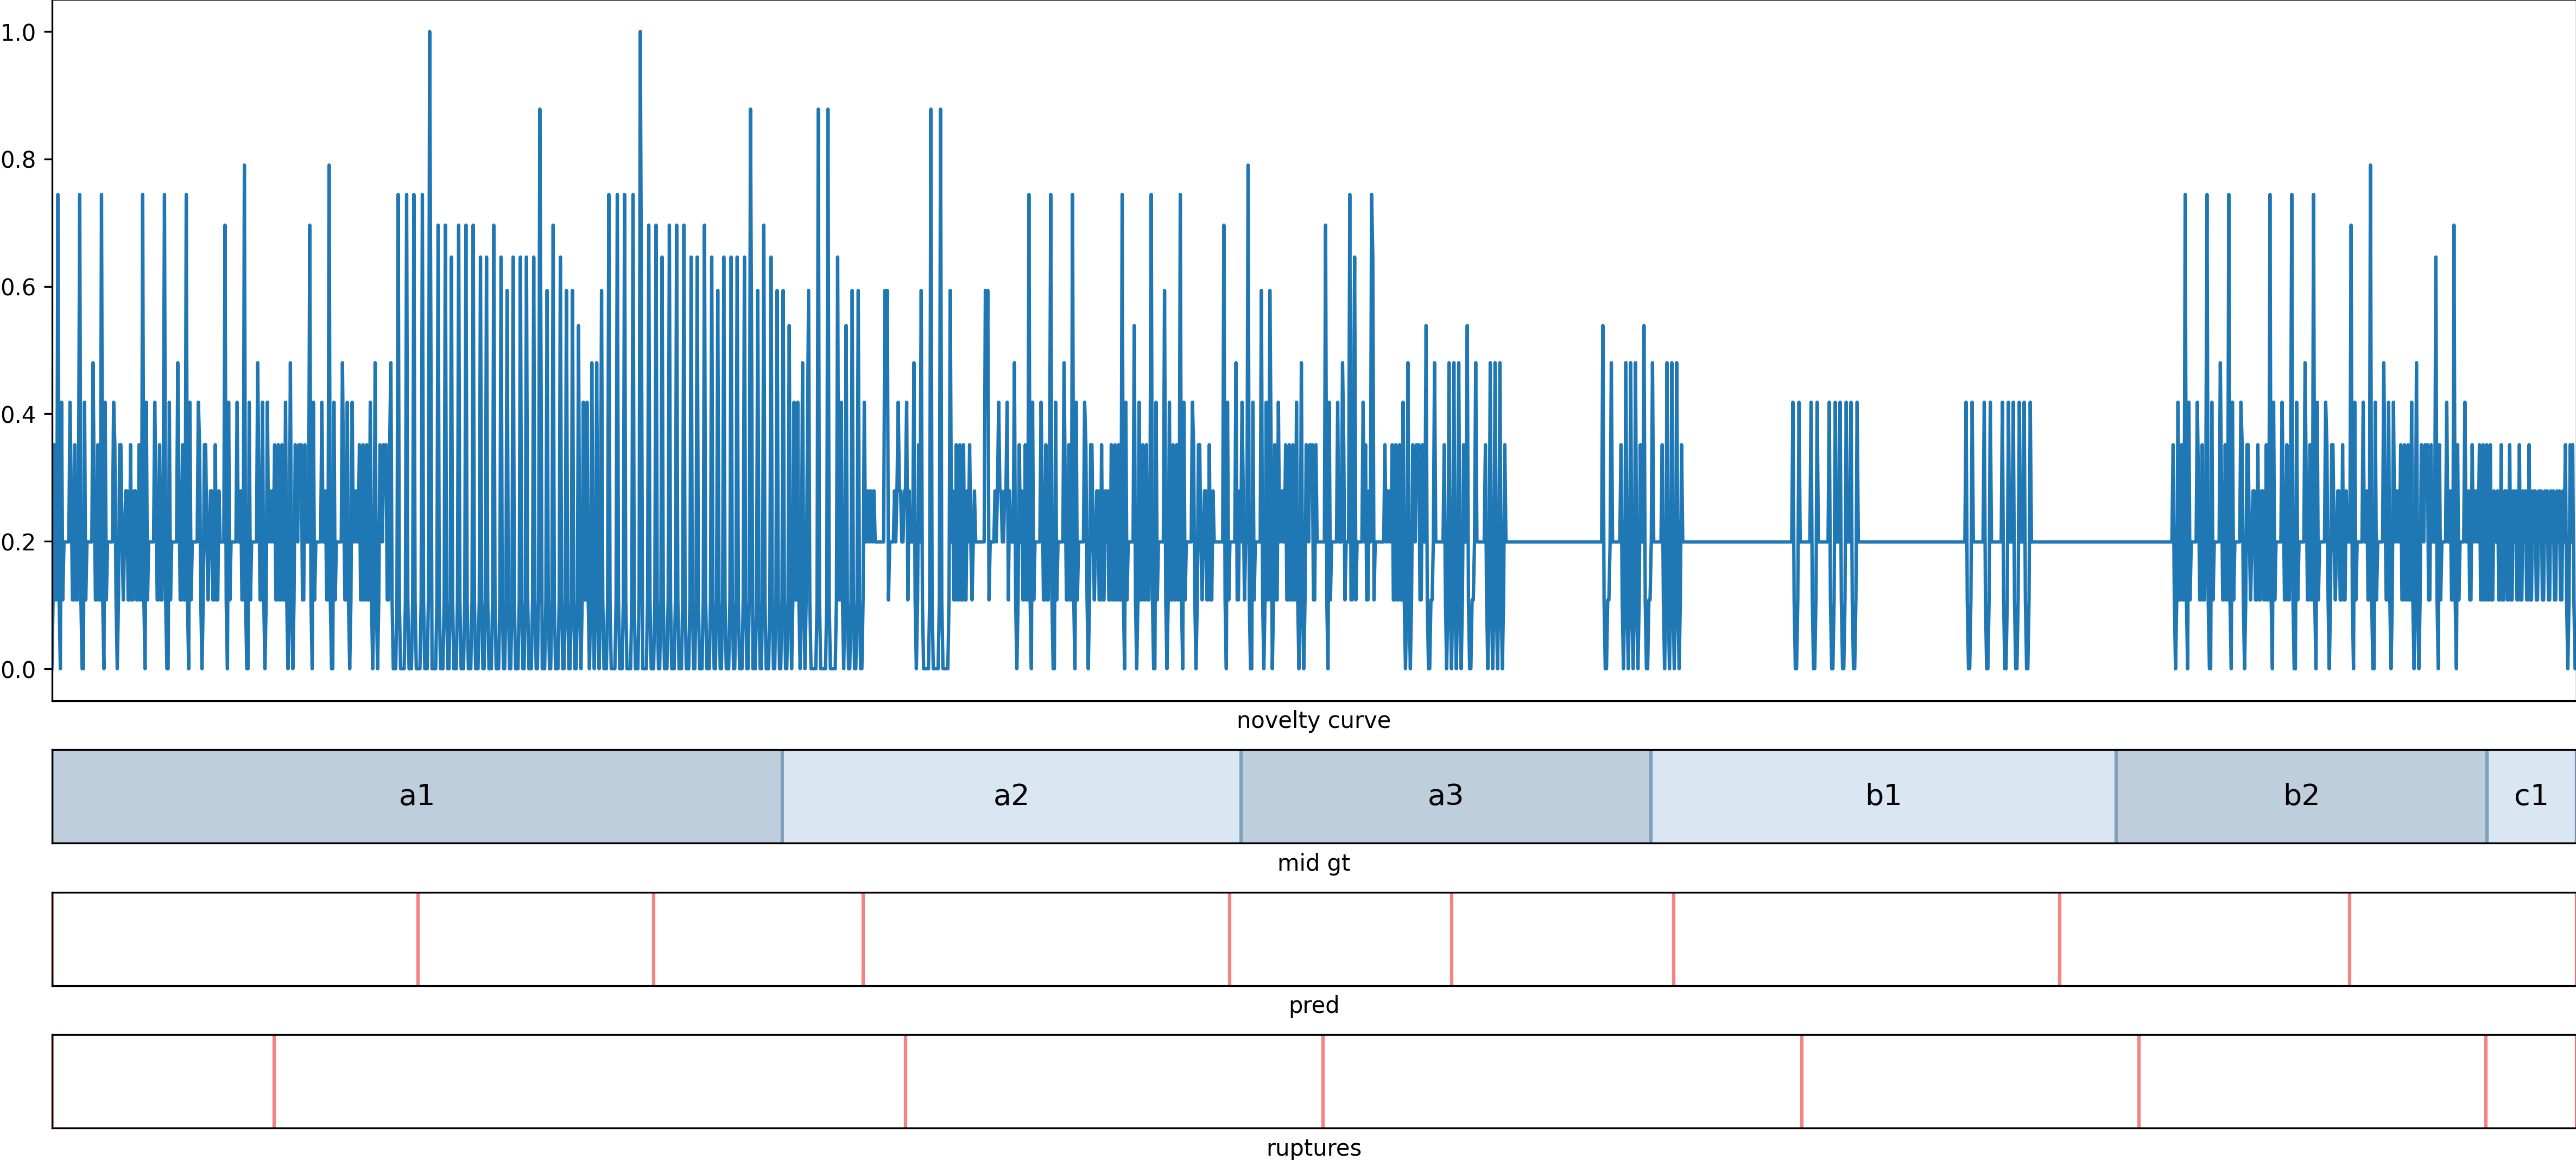 1.0
0.8
0.6
0.4
0.2
0.0
novelty curve
a1 a2 a3 b1 b2 c1
mid gt
pred
ruptures